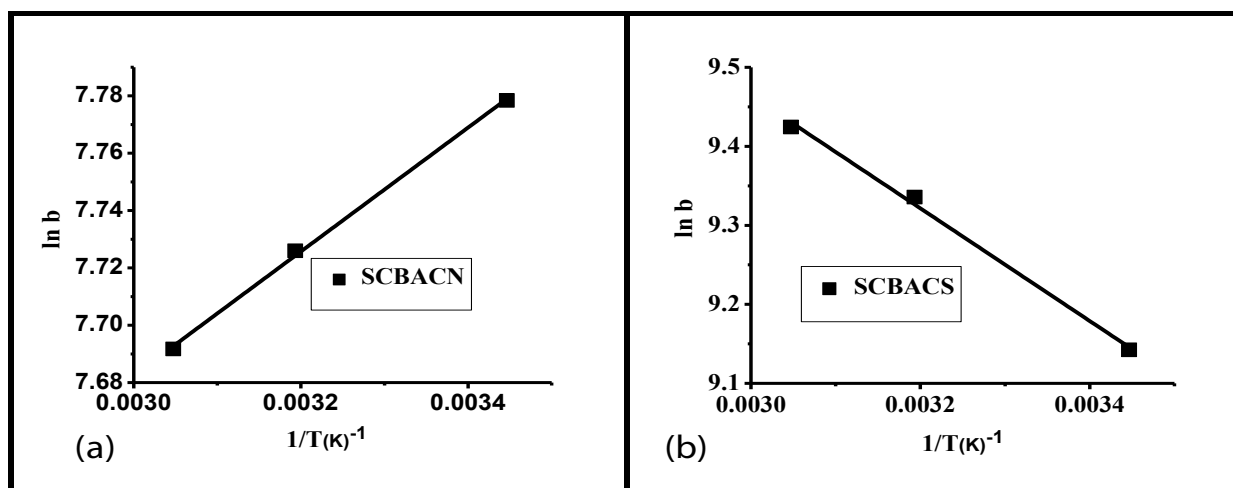 7.78
7.76
7.74
7.72
7.70
7.68
ln b
SCBACN
0.0030
0.0032
0.0034
1/T(K)-1
(a)
9.5
9.4
9.3
9.2
9.1
ln b
SCBACS
0.0030
0.0032
0.0034
1/T(K)-1
(b)